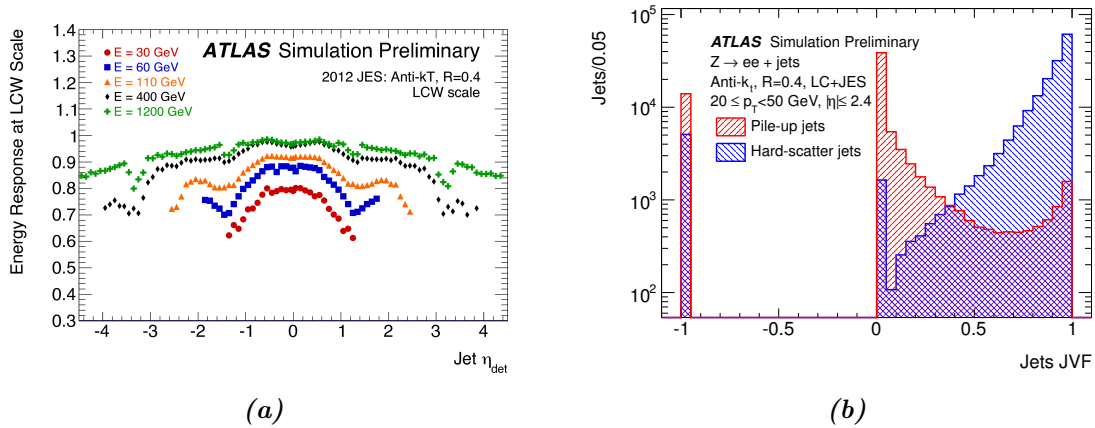 Energy Response at LCW Scale
1.4
1.3
1.2
1.1
1
0.9
0.8
0.7
0.6
0.5
0.4
0.3
E = 30 GeV
E = 60 GeV
E = 110 GeV
E = 400 GeV
E = 1200 GeV
ATLAS Simulation Preliminary
2012 JES: Anti-kT, R=0.4
LCW scale
-4 -3 -2 -1 0 1 2 3 4
Jet η_det
(a)
Jets/0.05
10^5
10^4
10^3
10^2
ATLAS Simulation Preliminary
Z → ee + jets
Anti-k_t, R=0.4, LC+JES
20 ≤ p_T<50 GeV, |η|≤ 2.4
Pile-up jets
Hard-scatter jets
-1 -0.5 0 0.5 1
Jets JVF
(b)